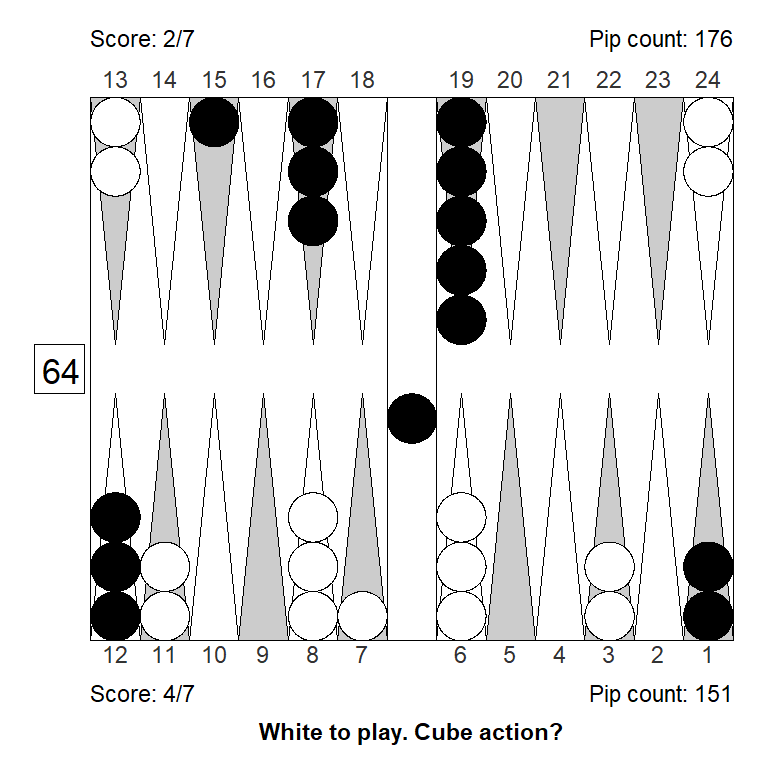 Score: 2/7 Pip count: 176
13 14 15 16 17 18 19 20 21 22 23 24
64
12 11 10 9 8 7 6 5 4 3 2 1
Score: 4/7 Pip count: 151
White to play. Cube action?